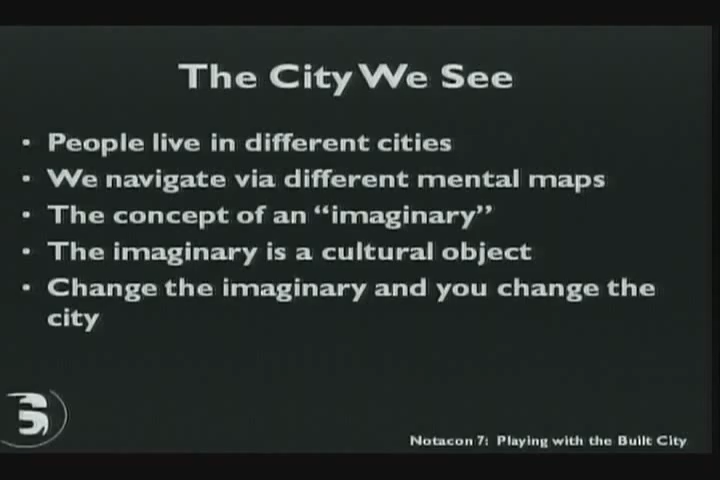 The City We See
• People live in different cities
• We navigate via different mental maps
• The concept of an “imaginary”
• The imaginary is a cultural object
• Change the imaginary and you change the
city
Notacon 7: Playing with the Built City